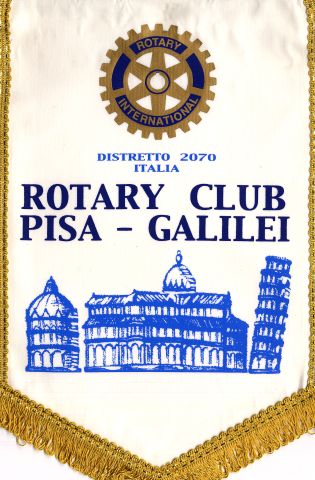 ROTARY
INTERNATIONAL
DISTRETTO 2070
ITALIA
ROTARY CLUB
PISA - GALILEI